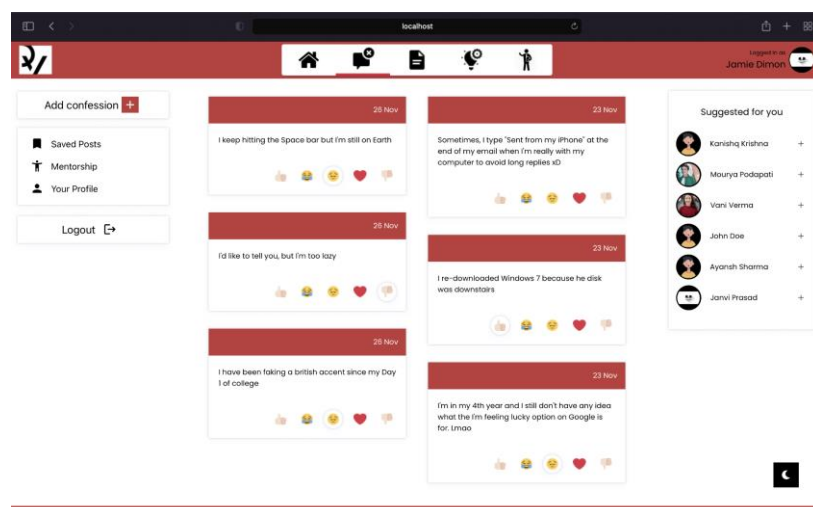 localhost
Logged in as
Jamie Dimon
Add confession +
Saved Posts
Mentorship
Your Profile
Logout
26 Nov
I keep hitting the Space bar but I'm still on Earth
26 Nov
I'd like to tell you, but I'm too lazy
26 Nov
I have been faking a british accent since my Day
1 of college
23 Nov
Sometimes, I type "Sent from my iPhone" at the
end of my email when I'm really with my
computer to avoid long replies xD
23 Nov
I re-downloaded Windows 7 because he disk
was downstairs
23 Nov
I'm in my 4th year and I still don't have any idea
what the I'm feeling lucky option on Google is
for. Lmao
Suggested for you
Kanishq Krishna +
Mourya Podapati +
Vani Verma +
John Doe +
Ayansh Sharma +
Janvi Prasad +